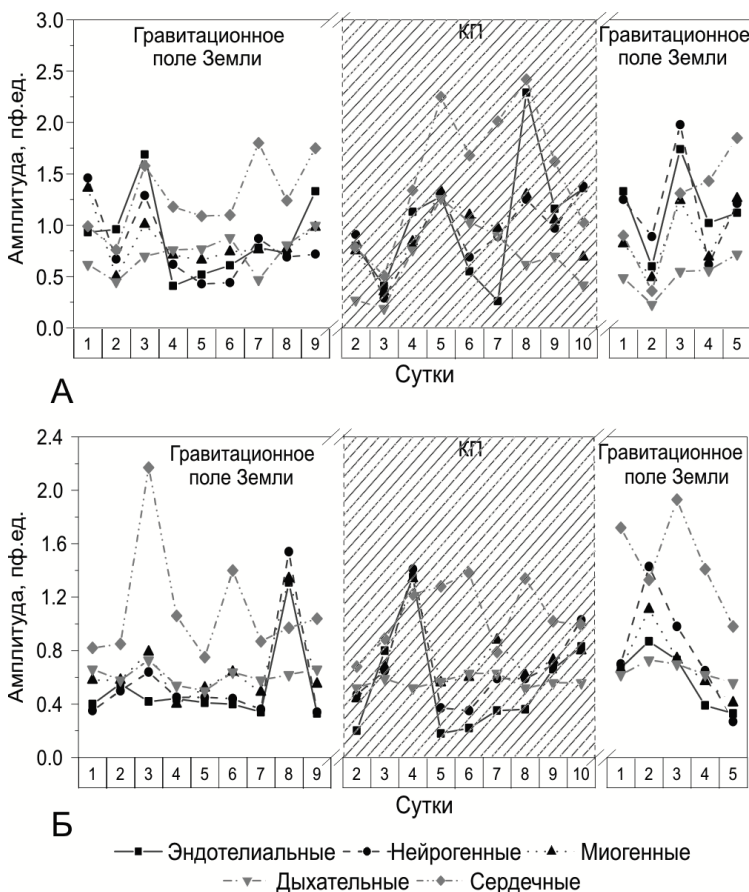 3.0
2.5
2.0
1.5
1.0
0.5
0.0
Амплитуда, пф.ед.
Гравитационное
поле Земли
КП
Гравитационное
поле Земли
1 2 3 4 5 6 7 8 9
2 3 4 5 6 7 8 9 10
1 2 3 4 5
А
Сутки
2.4
2.0
1.6
1.2
0.8
0.4
0.0
Амплитуда, пф.ед.
Гравитационное
поле Земли
КП
Гравитационное
поле Земли
1 2 3 4 5 6 7 8 9
2 3 4 5 6 7 8 9 10
1 2 3 4 5
Сутки
Б
Эндотелиальные Нейрогенные Миогенные
Дыхательные Сердечные